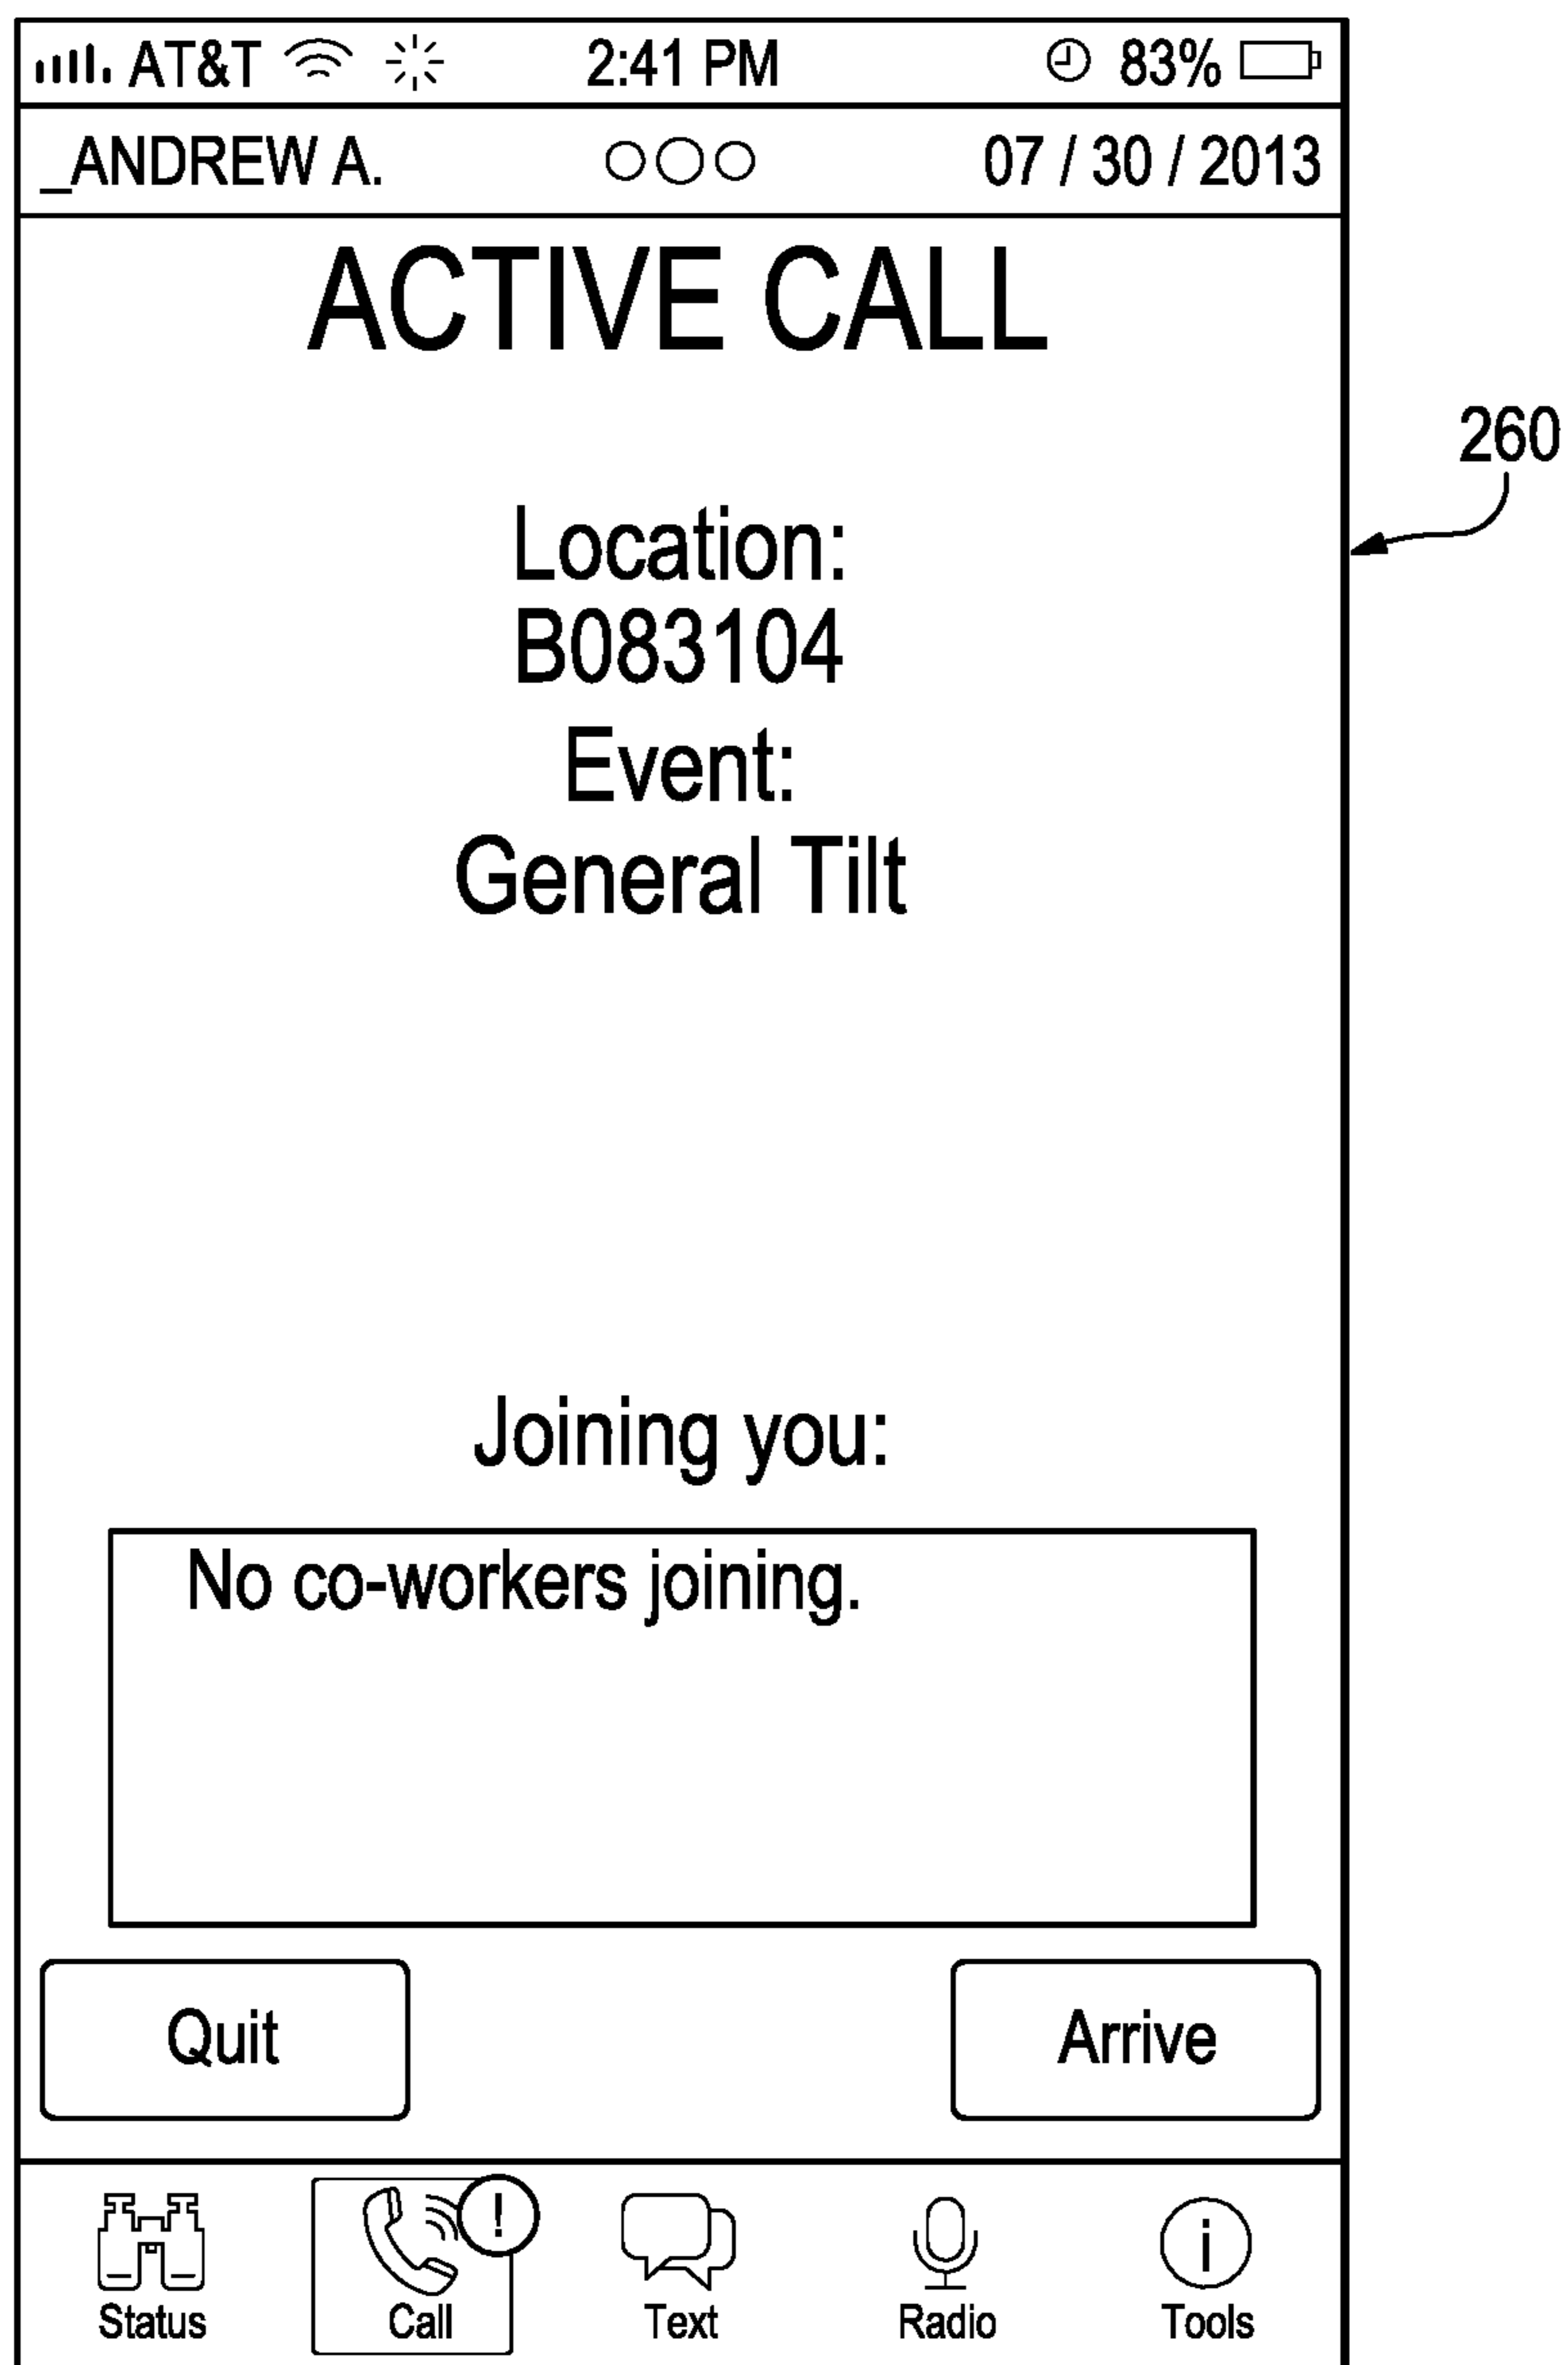 AT&T 2:41 PM 83%
_ANDREW A. 07 / 30 / 2013
ACTIVE CALL
260
Location:
B083104
Event:
General Tilt
Joining you:
No co-workers joining.
Quit Arrive
!
i
Status Call Text Radio Tools